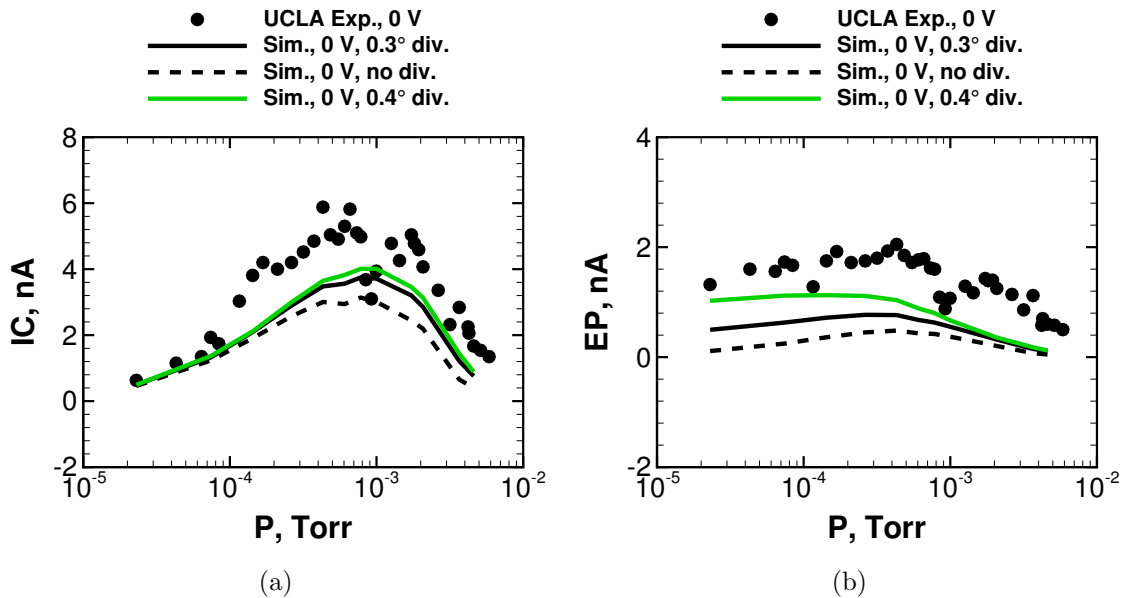 UCLA Exp., 0 V
Sim., 0 V, 0.3° div.
Sim., 0 V, no div.
Sim., 0 V, 0.4° div.
8
6
4
2
0
-2
IC, nA
10-5
10-4
10-3
10-2
P, Torr
(a)
UCLA Exp., 0 V
Sim., 0 V, 0.3° div.
Sim., 0 V, no div.
Sim., 0 V, 0.4° div.
4
2
0
-2
EP, nA
10-5
10-4
10-3
10-2
P, Torr
(b)